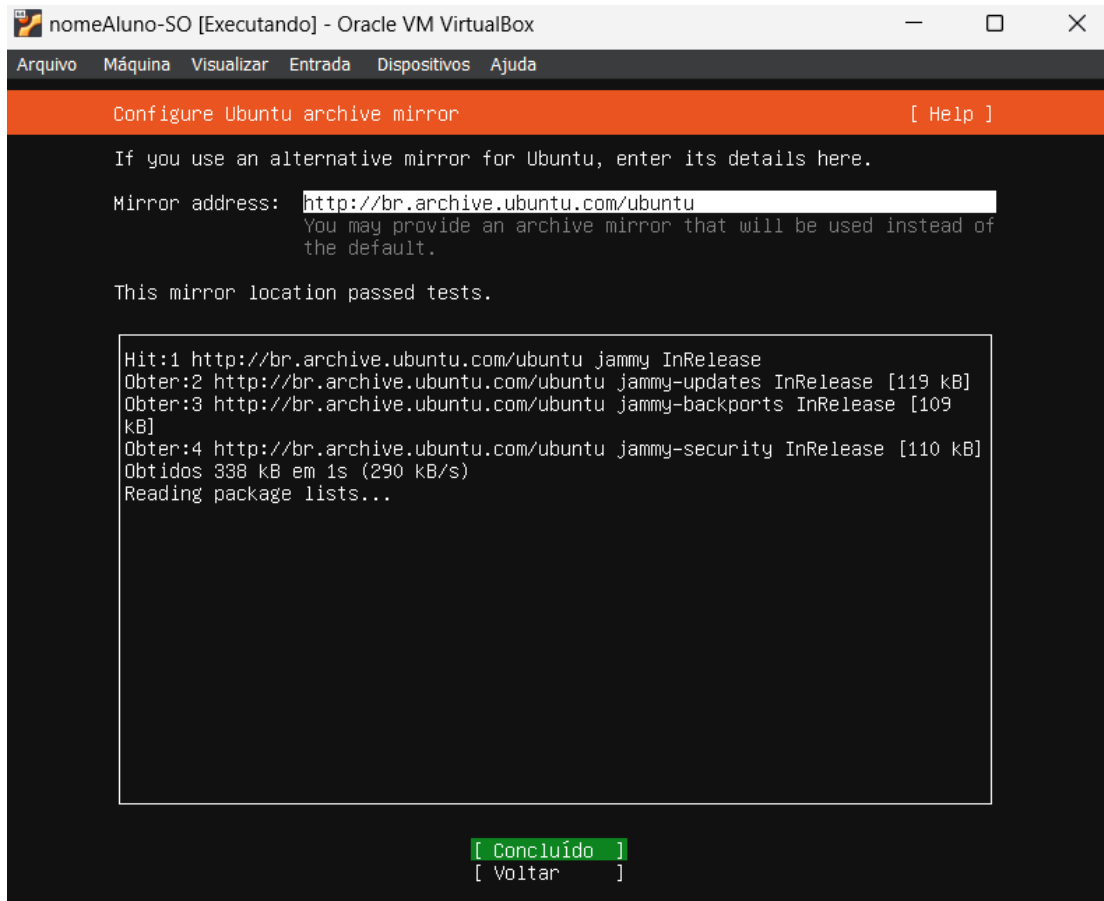 nomeAluno-SO [Executando] - Oracle VM VirtualBox
Arquivo Máquina Visualizar Entrada Dispositivos Ajuda
Configure Ubuntu archive mirror [ Help ]
If you use an alternative mirror for Ubuntu, enter its details here.
Mirror address: http://br.archive.ubuntu.com/ubuntu
You may provide an archive mirror that will be used instead of
the default.
This mirror location passed tests.
Hit:1 http://br.archive.ubuntu.com/ubuntu jammy InRelease
Obter:2 http://br.archive.ubuntu.com/ubuntu jammy-updates InRelease [119 kB]
Obter:3 http://br.archive.ubuntu.com/ubuntu jammy-backports InRelease [109
kB]
Obter:4 http://br.archive.ubuntu.com/ubuntu jammy-security InRelease [110 kB]
Obtidos 338 kB em 1s (290 kB/s)
Reading package lists...
[ Concluído ]
[ Voltar ]